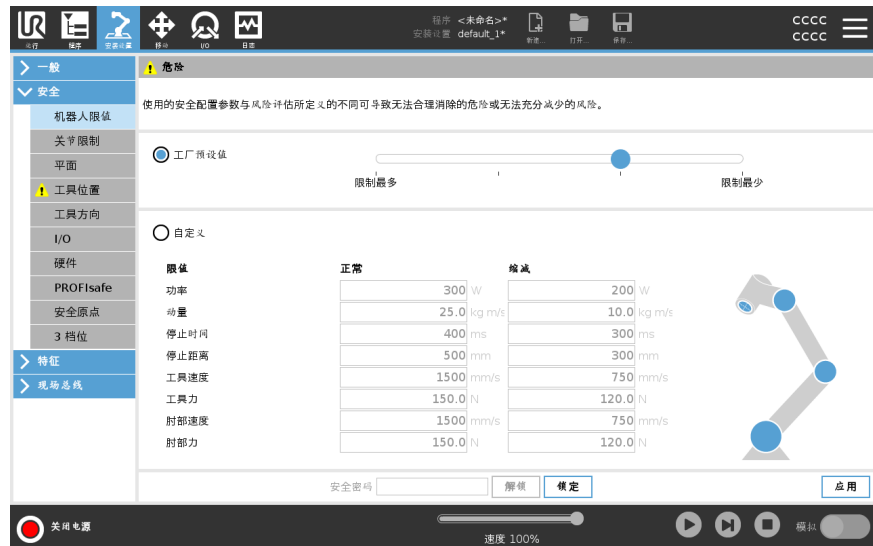 UR
程序 <未命名>*
安装设置 default_1*
cccc
cccc
运行
程序
安装设置
移动
I/O
日志
新建...
打开...
保存...
一般
安全
机器人限值
关节限制
平面
工具位置
工具方向
I/O
硬件
PROFIsafe
安全原点
3 档位
特征
现场总线
危险
使用的安全配置参数与风险评估所定义的不同可导致无法合理消除的危险或无法充分减少的风险。
工厂预设值
限制最多 限制最少
自定义
限值 正常 缩减
功率 300 W 200 W
动量 25.0 kg m/s 10.0 kg m/s
停止时间 400 ms 300 ms
停止距离 500 mm 300 mm
工具速度 1500 mm/s 750 mm/s
工具力 150.0 N 120.0 N
肘部速度 1500 mm/s 750 mm/s
肘部力 150.0 N 120.0 N
安全密码 解锁 锁定 应用
关闭电源
速度 100%
模拟